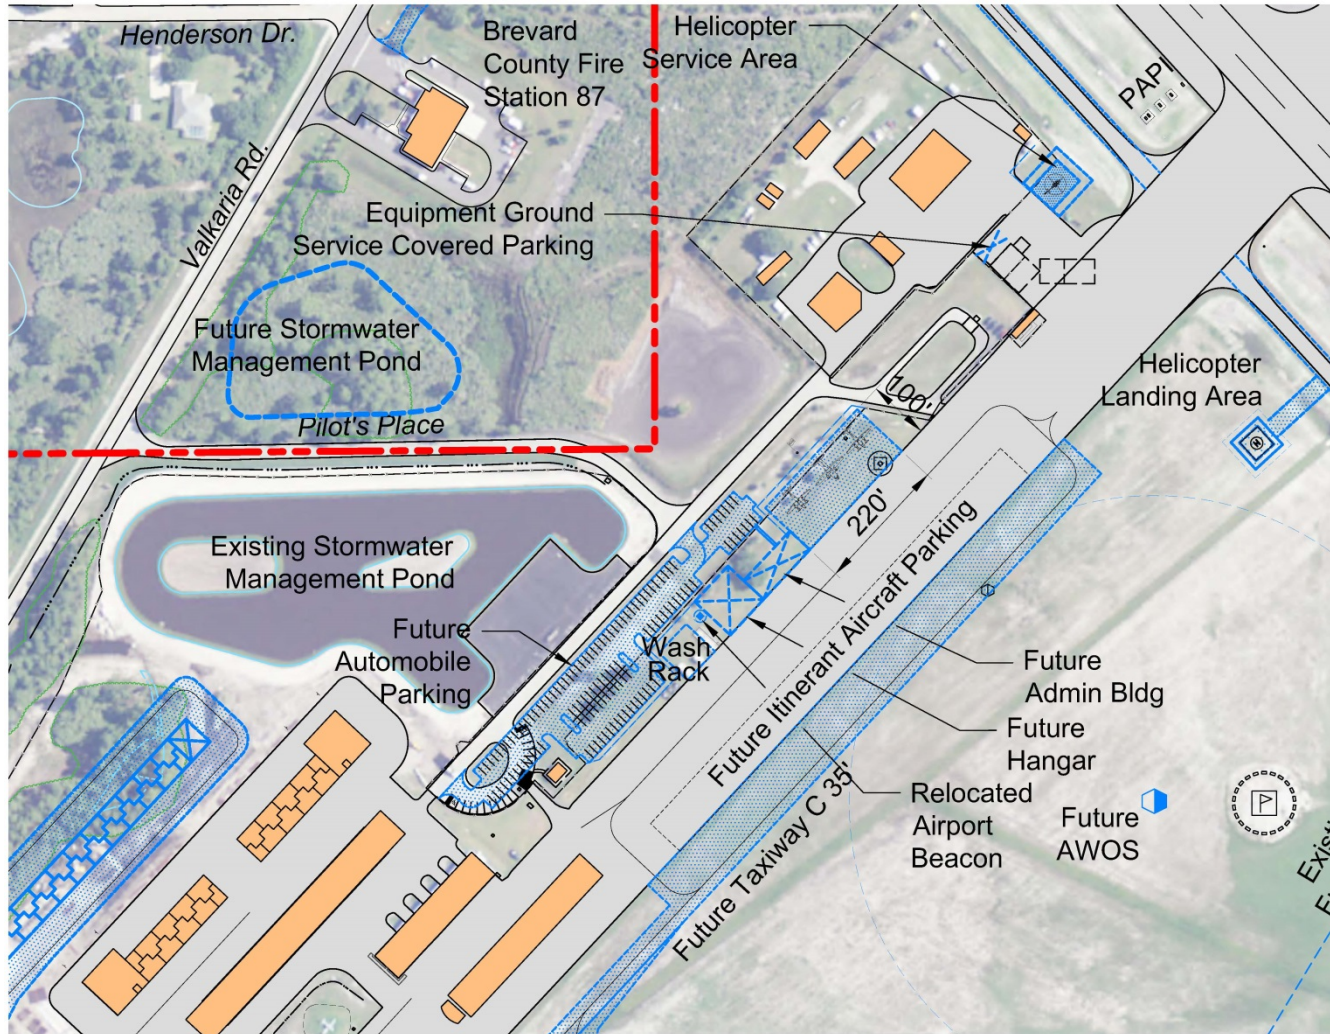 Henderson Dr.
Brevard
County Fire
Station 87
Helicopter
Service Area
PAPI
Valkaria Rd.
Equipment Ground
Service Covered Parking
Future Stormwater
Management Pond
Pilot's Place
Helicopter
Landing Area
100'
220'
Existing Stormwater
Management Pond
Future
Automobile
Parking
Wash
Rack
Future Itinerant Aircraft Parking
Future
Admin Bldg
Future
Hangar
Relocated
Airport
Beacon
Future
AWOS
Future Taxiway C 35'